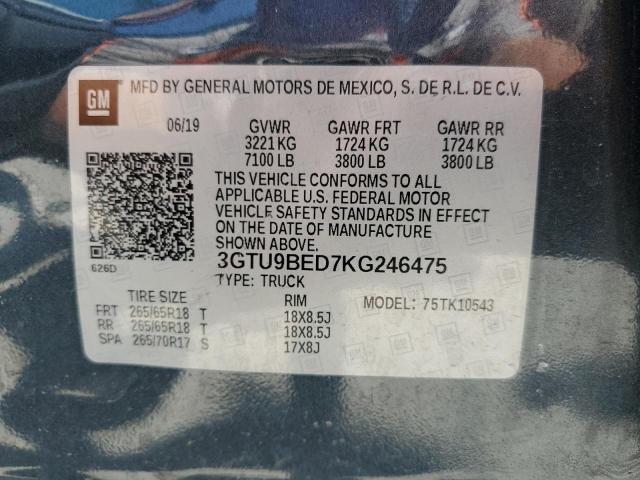 GM
MFD BY GENERAL MOTORS DE MEXICO, S. DE R.L. DE C.V.
06/19 GVWR GAWR FRT GAWR RR
3221 KG 1724 KG 1724 KG
7100 LB 3800 LB 3800 LB
THIS VEHICLE CONFORMS TO ALL
APPLICABLE U.S. FEDERAL MOTOR
VEHICLE SAFETY STANDARDS IN EFFECT
ON THE DATE OF MANUFACTURE
SHOWN ABOVE.
3GTU9BED7KG246475
626D
TYPE: TRUCK
TIRE SIZE RIM MODEL: 75TK10543
FRT 265/65R18 T 18X8.5J
RR 265/65R18 T 18X8.5J
SPA 265/70R17 S 17X8J